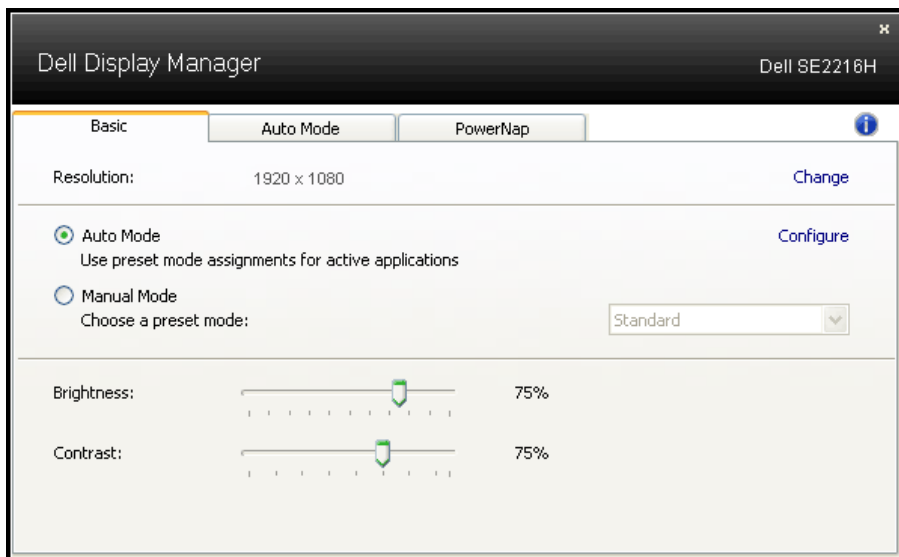 x
Dell Display Manager
Dell SE2216H
Basic
Auto Mode
PowerNap
i
Resolution:
1920 x 1080
Change
Auto Mode
Configure
Use preset mode assignments for active applications
Manual Mode
Choose a preset mode:
Standard
Brightness:
75%
Contrast:
75%